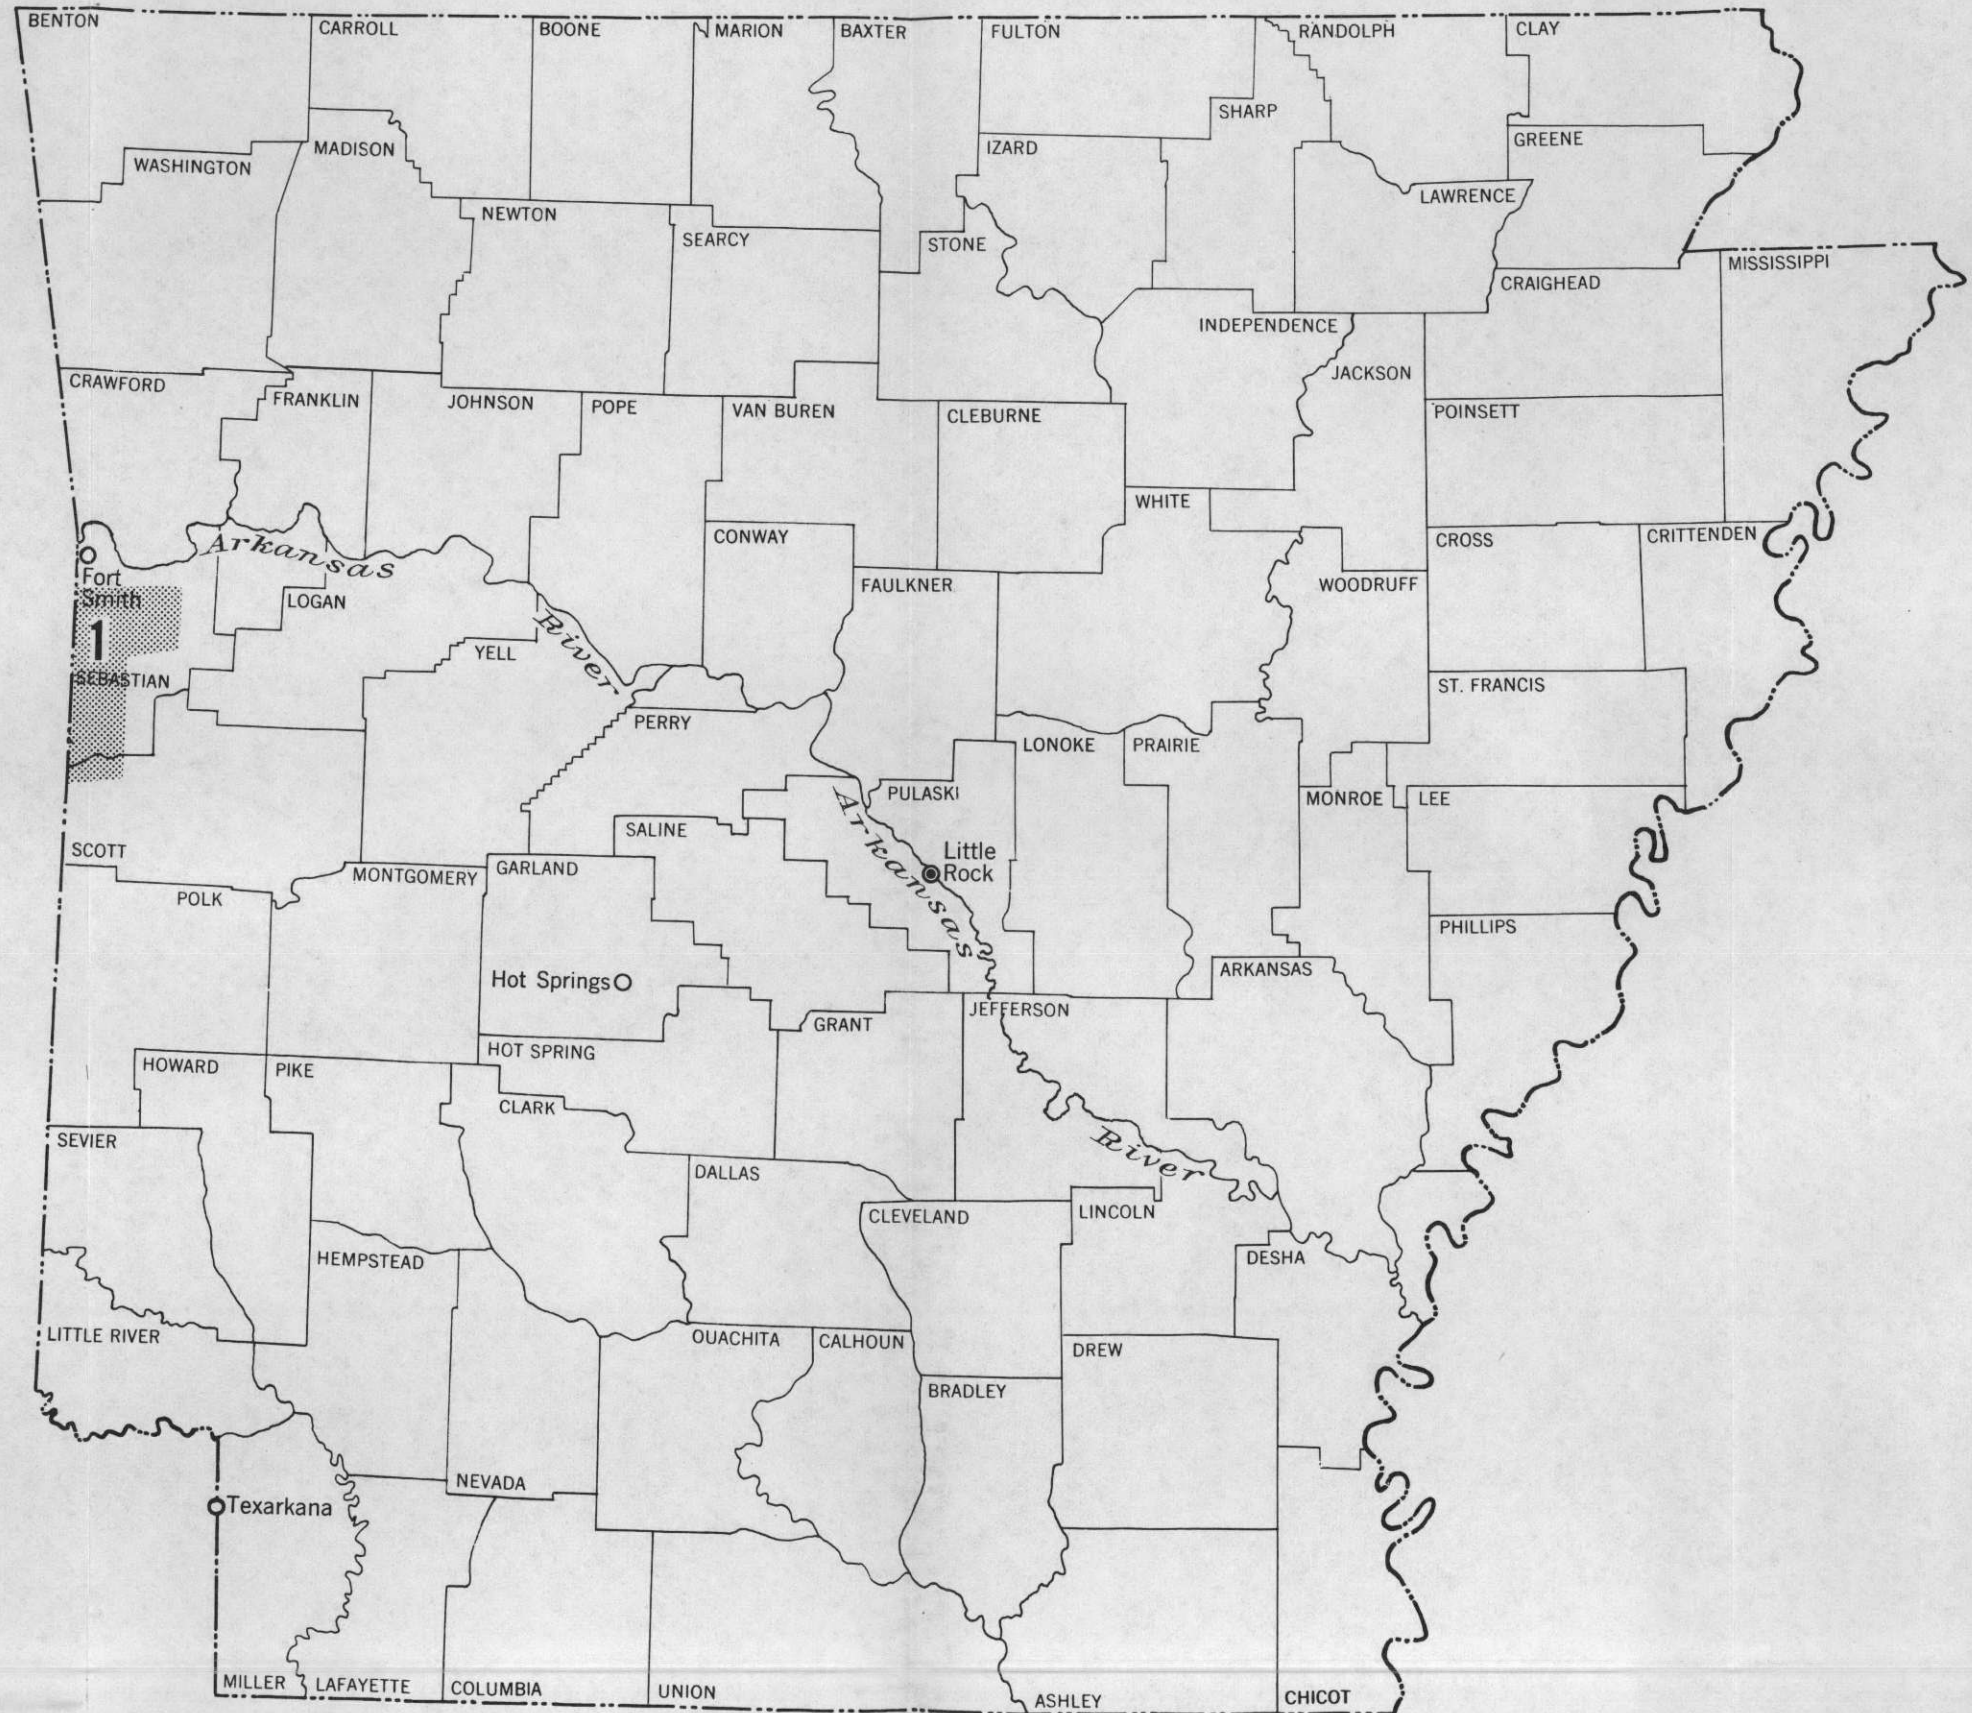 BENTON
CARROLL
BOONE
MARION
BAXTER
FULTON
RANDOLPH
CLAY
SHARP
WASHINGTON
MADISON
IZARD
GREENE
LAWRENCE
NEWTON
SEARCY
STONE
CRAIGHEAD
MISSISSIPPI
INDEPENDENCE
JACKSON
CRAWFORD
FRANKLIN
JOHNSON
POPE
VAN BUREN
CLEBURNE
POINSETT
WHITE
Arkansas
CONWAY
CROSS
CRITTENDEN
Fort
Smith
LOGAN
FAULKNER
WOODRUFF
1
River
YELL
SEBASTIAN
ST. FRANCIS
PERRY
LONOKE
PRAIRIE
PULASKI
MONROE
LEE
Arkansas
SALINE
Little
Rock
SCOTT
GARLAND
MONTGOMERY
POLK
PHILLIPS
ARKANSAS
Hot Springs
GRANT
JEFFERSON
HOT SPRING
HOWARD
PIKE
CLARK
River
SEVIER
DALLAS
CLEVELAND
LINCOLN
HEMPSTEAD
DESHA
LITTLE RIVER
OUACHITA
CALHOUN
DREW
BRADLEY
NEVADA
Texarkana
MILLER
LAFAYETTE
COLUMBIA
UNION
ASHLEY
CHICOT